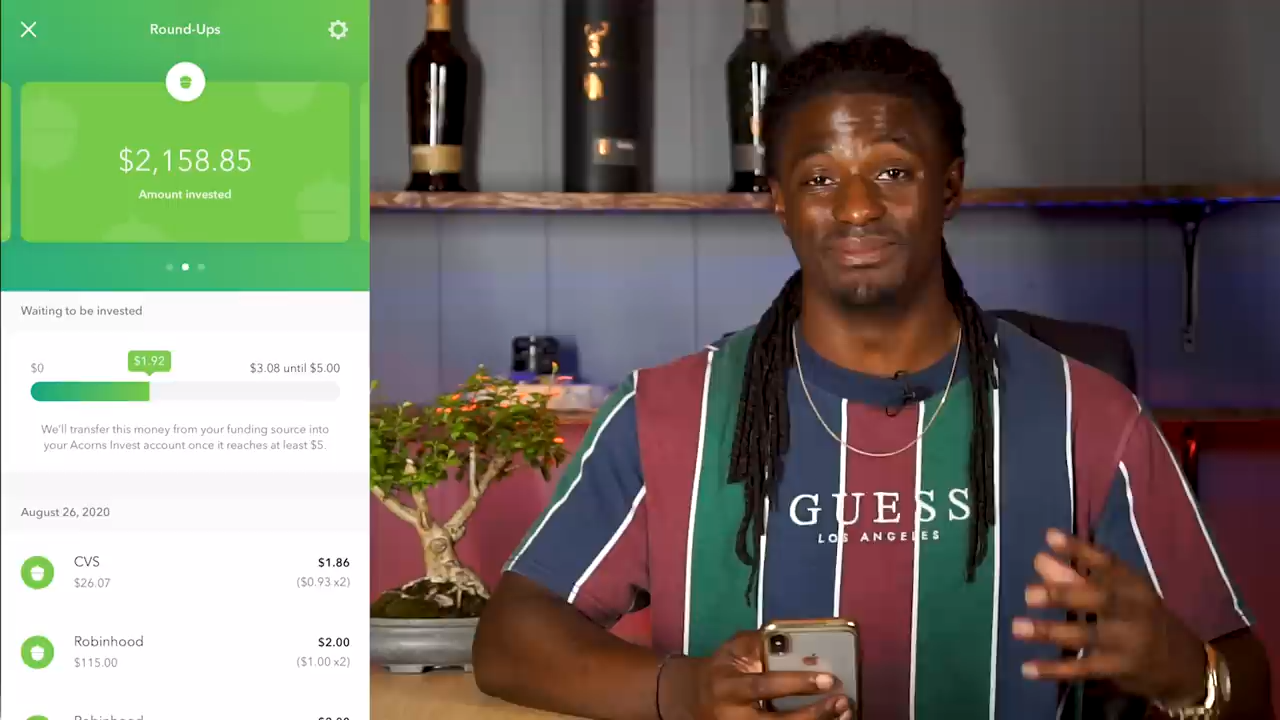 Round-Ups
$2,158.85
Amount invested
Waiting to be invested
$1.92
$0
$3.08 until $5.00
We'll transfer this money from your funding source into
your Acorns Invest account once it reaches at least $5.
August 26, 2020
CVS
$1.86
$26.07
($0.93 x2)
Robinhood
$2.00
$115.00
($1.00 x2)
GUESS
LOS ANGELES